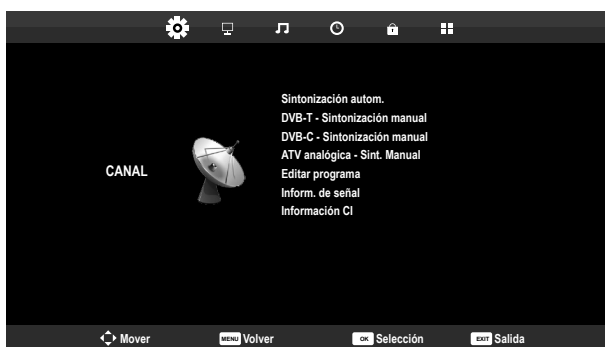 Sintonización autom.
DVB-T - Sintonización manual
DVB-C - Sintonización manual
ATV analógica - Sint. Manual
CANAL
Editar programa
Inform. de señal
Información CI
Mover
MENU Volver
OK Selección
EXIT Salida